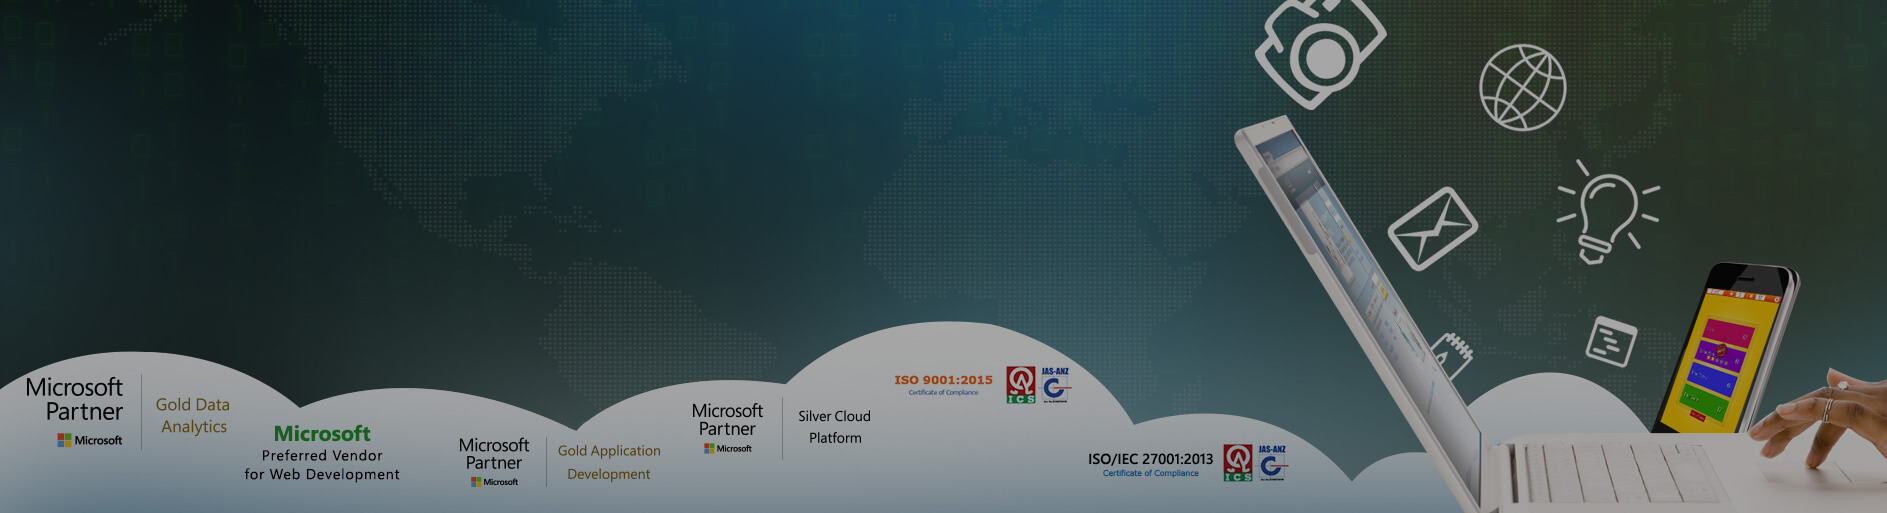 Microsoft
Partner
Microsoft
Gold Data
Analytics
Microsoft
Preferred Vendor
for Web Development
Microsoft
Partner
Microsoft
Gold Application
Development
Microsoft
Partner
Microsoft
Silver Cloud
Platform
ISO 9001:2015
Certificate of Compliance
ICS
JAS-ANZ
ISO/IEC 27001:2013
Certificate of Compliance
ICS
JAS-ANZ